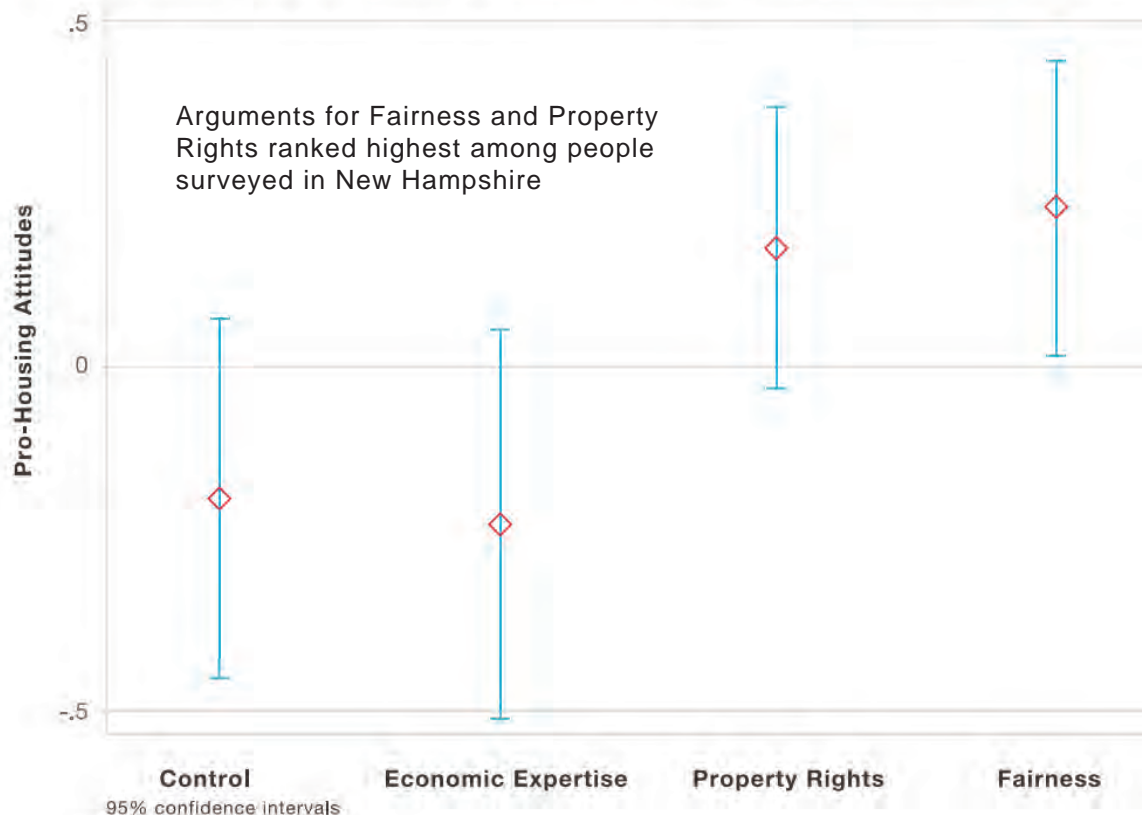 .5
Arguments for Fairness and Property
Rights ranked highest among people
surveyed in New Hampshire
Pro-Housing Attitudes
0
-.5
Control
Economic Expertise
Property Rights
Fairness
95% confidence intervals